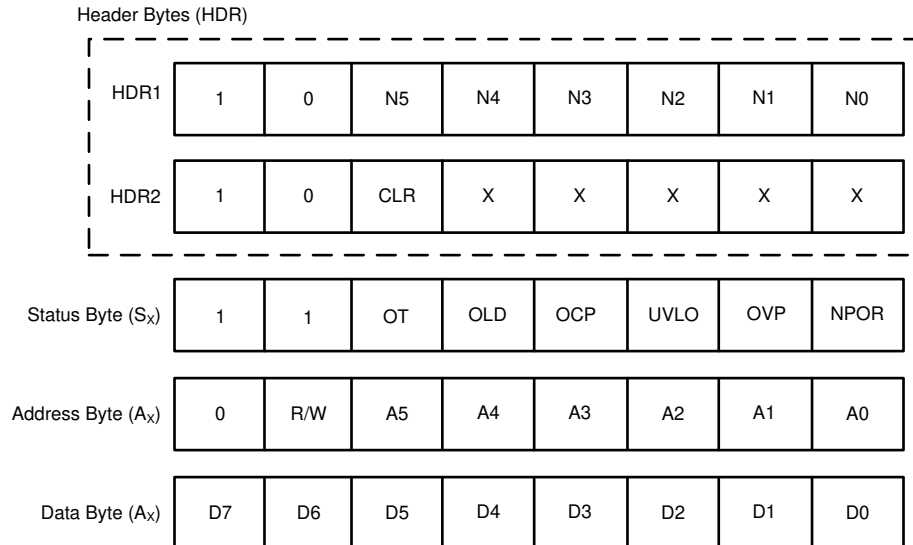 Header Bytes (HDR)
HDR1 1 0 N5 N4 N3 N2 N1 N0
HDR2 1 0 CLR X X X X X
Status Byte (SX) 1 1 OT OLD OCP UVLO OVP NPOR
Address Byte (AX) 0 R/W A5 A4 A3 A2 A1 A0
Data Byte (AX) D7 D6 D5 D4 D3 D2 D1 D0